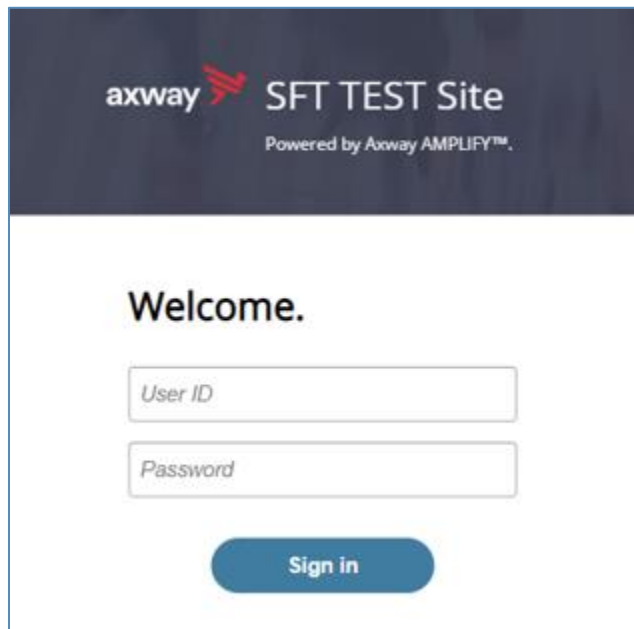 axway SFT TEST Site
Powered by Axway AMPLIFY™.
Welcome.
User ID
Password
Sign in